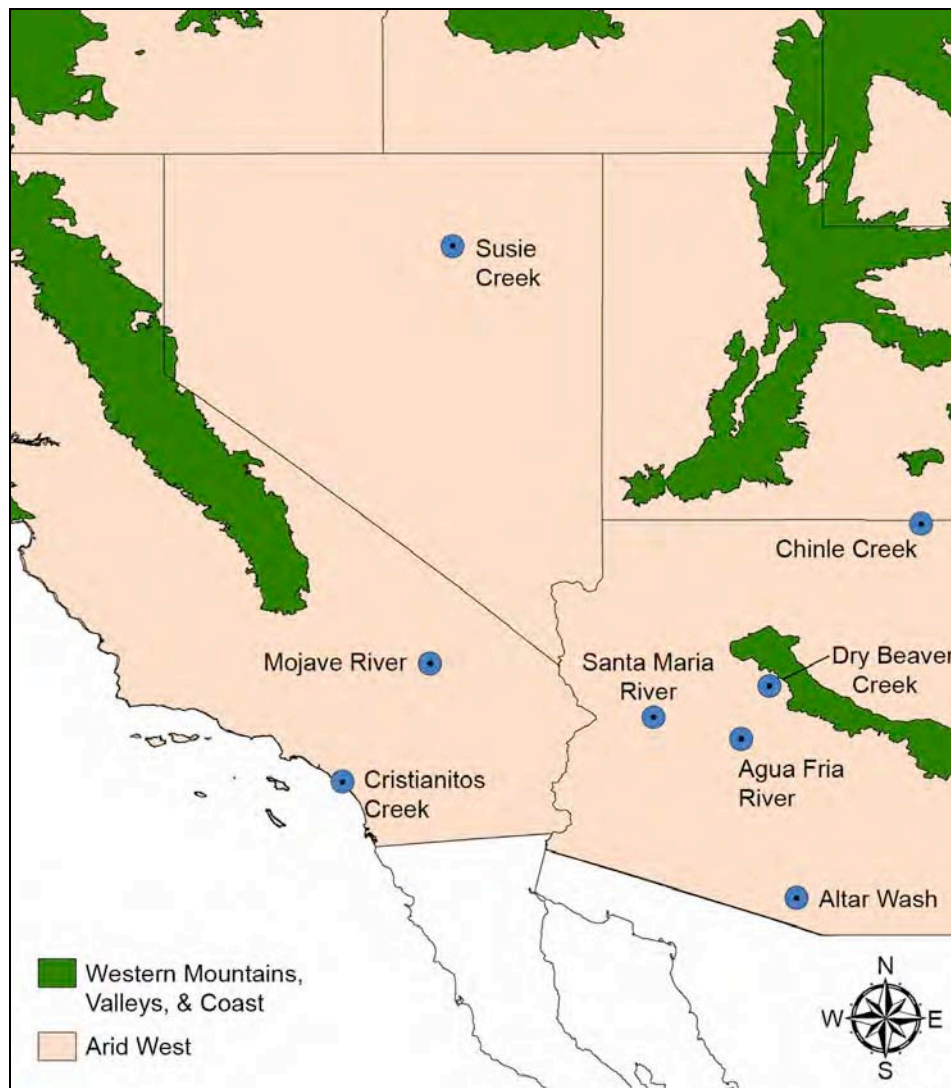 Susie
Creek
Chinle Creek
Mojave River
Santa Maria
River
Dry Beaver
Creek
Cristianitos
Creek
Agua Fria
River
Altar Wash
Western Mountains,
Valleys, & Coast
Arid West
N
W
E
S